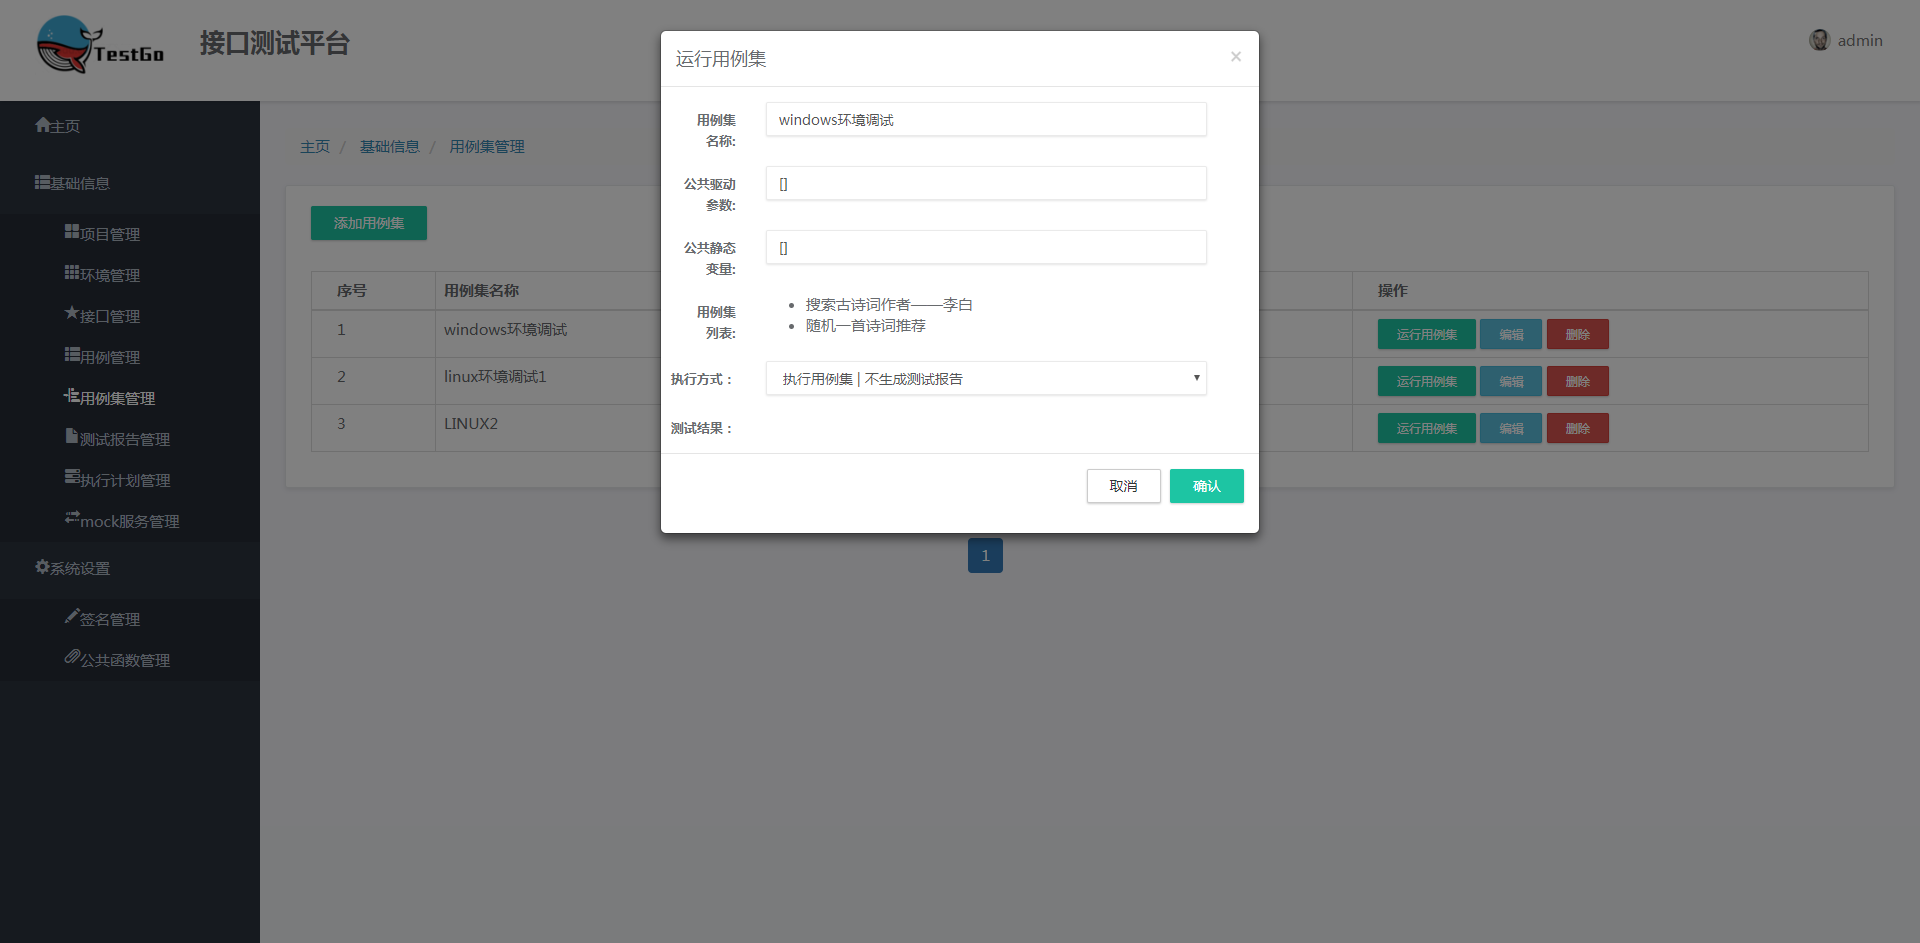 TestGo
接口测试平台
admin
主页
基础信息
项目管理
环境管理
接口管理
用例管理
用例集管理
测试报告管理
执行计划管理
mock服务管理
系统设置
签名管理
公共函数管理
主页 / 基础信息 / 用例集管理
添加用例集
序号 用例集名称 操作
1 windows环境调试 运行用例集 编辑 删除
2 linux环境调试1 运行用例集 编辑 删除
3 LINUX2 运行用例集 编辑 删除
1
运行用例集 ×
用例集
名称:
windows环境调试
公共驱动
参数:
[]
公共静态
变量:
[]
用例集
列表:
• 搜索古诗词作者——李白
• 随机一首诗词推荐
执行方式： 执行用例集 | 不生成测试报告
测试结果：
取消 确认